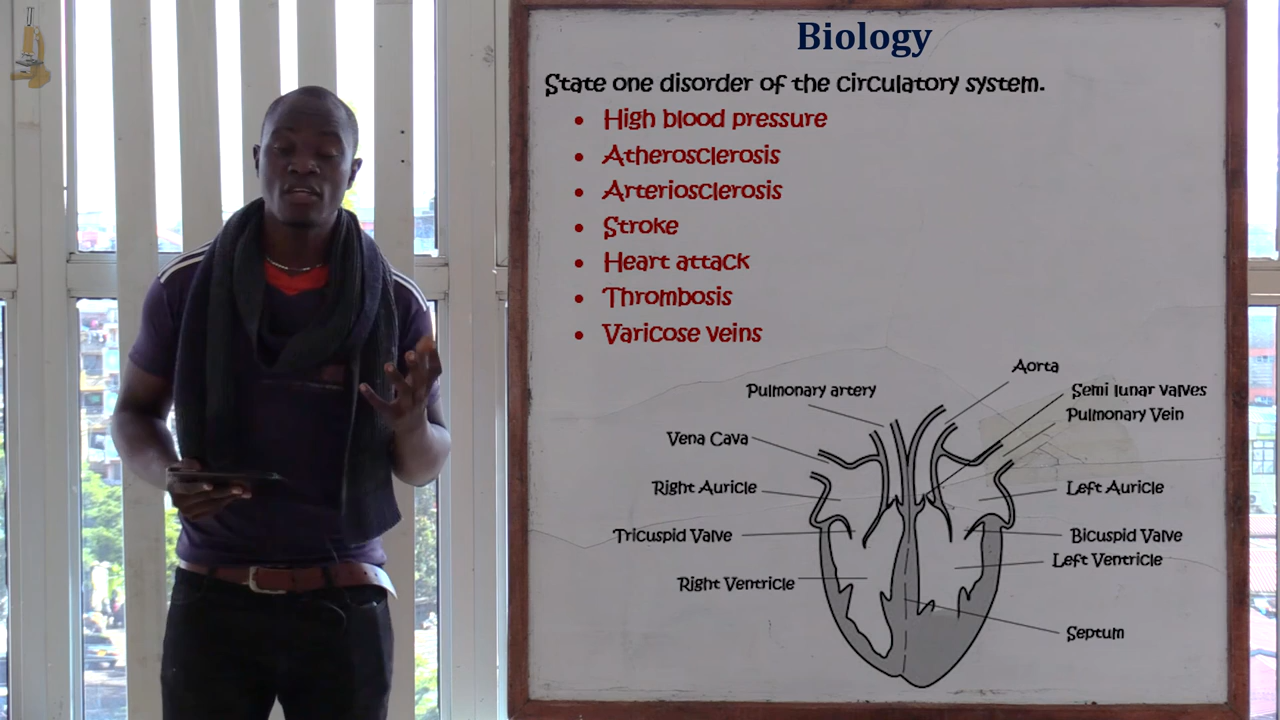 Biology
State one disorder of the circulatory system.
• High blood pressure
• Atherosclerosis
• Arteriosclerosis
• Stroke
• Heart attack
• Thrombosis
• Varicose veins
Aorta
Pulmonary artery
Semi lunar valves
Pulmonary Vein
Vena Cava
Right Auricle
Left Auricle
Tricuspid Valve
Bicuspid Valve
Left Ventricle
Right Ventricle
Septum